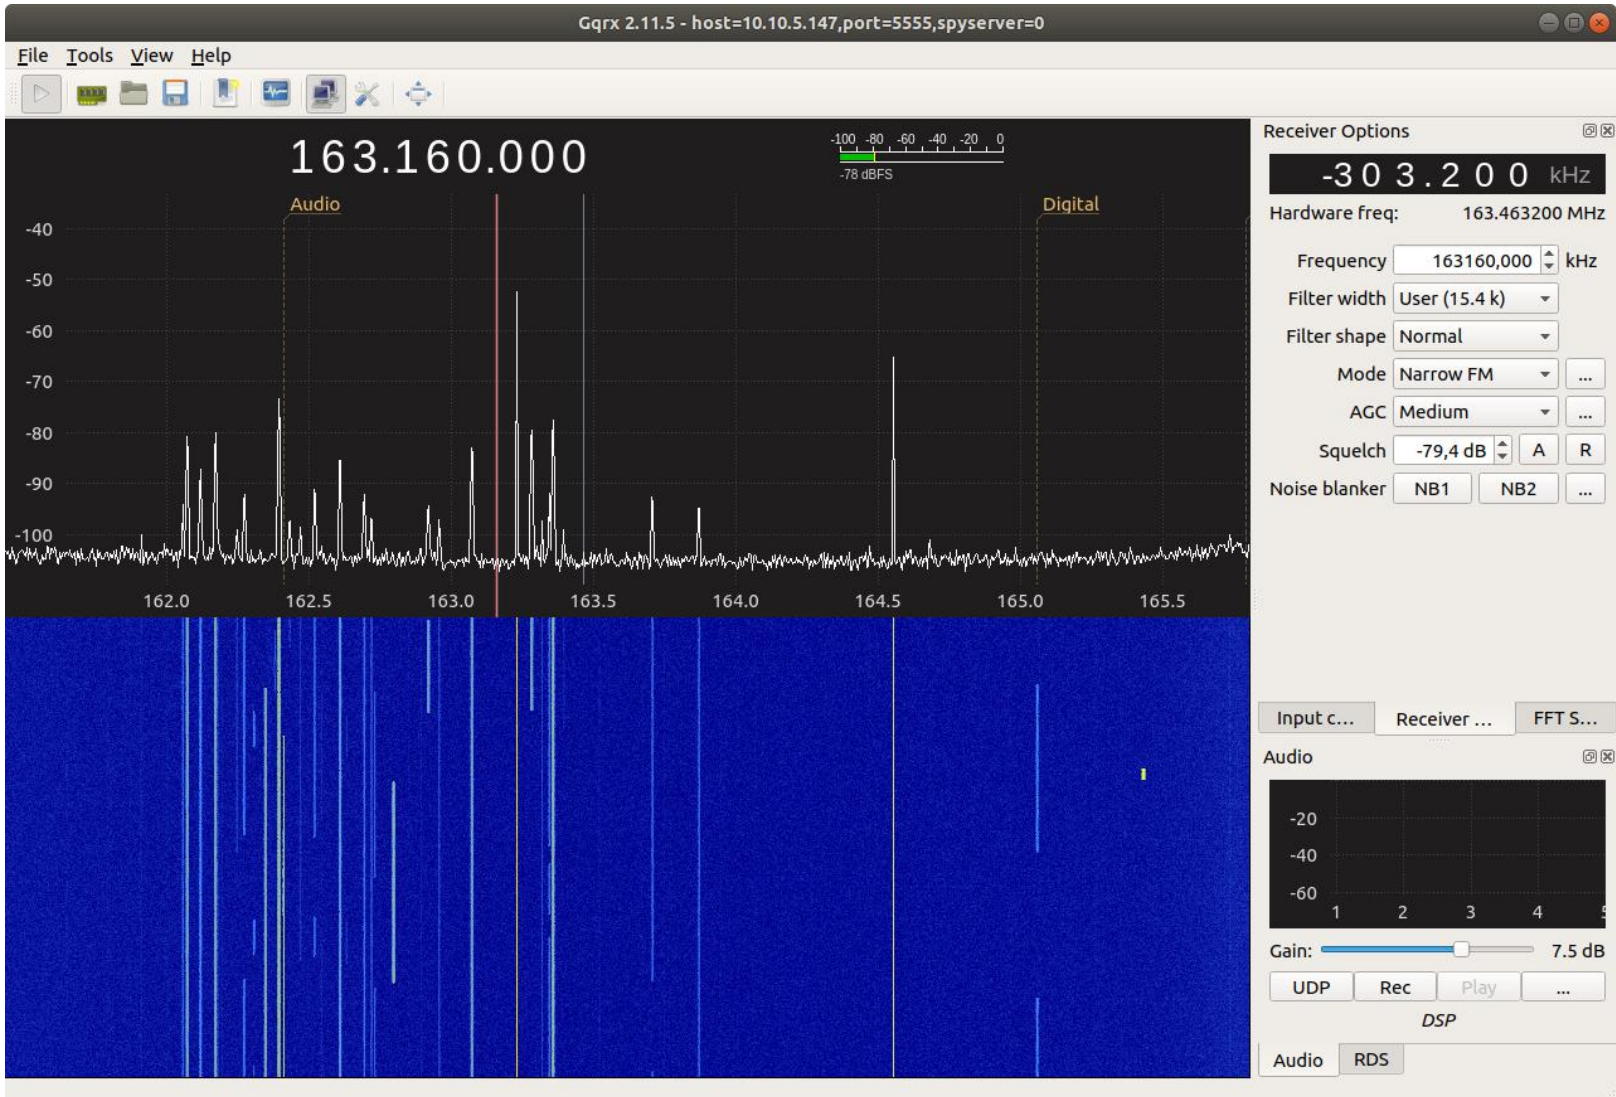 Gqrx 2.11.5 - host=10.10.5.147,port=5555,spyserver=0
File Tools View Help
163.160.000
-100 -80 -60 -40 -20 0
-78 dBFS
Audio
Digital
-40
-50
-60
-70
-80
-90
-100
162.0 162.5 163.0 163.5 164.0 164.5 165.0 165.5
Receiver Options
-303.200 kHz
Hardware freq: 163.463200 MHz
Frequency 163160,000 kHz
Filter width User (15.4 k)
Filter shape Normal
Mode Narrow FM ...
AGC Medium ...
Squelch -79,4 dB A R
Noise blanker NB1 NB2 ...
Input c... Receiver ... FFT S...
Audio
-20
-40
-60
1 2 3 4 5
Gain: 7.5 dB
UDP Rec Play ...
DSP
Audio RDS